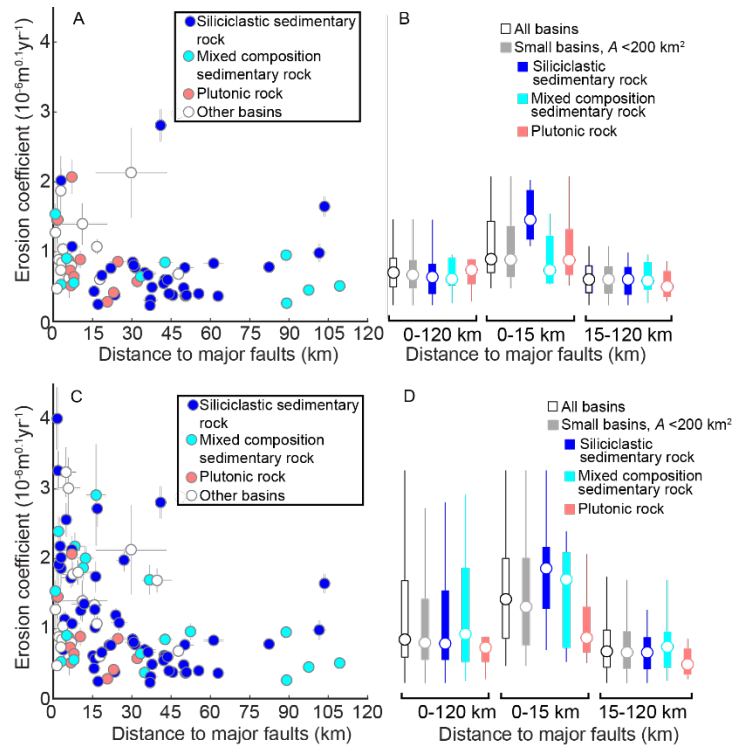 A
Siliciclastic sedimentary
rock
Mixed composition
sedimentary rock
Plutonic rock
Other basins
Erosion coefficient (10⁻⁶m⁰·¹yr⁻¹)
4
3
2
1
0
0 15 30 45 60 75 90 105 120
Distance to major faults (km)
B
All basins
Small basins, A <200 km²
Siliciclastic
sedimentary rock
Mixed composition
sedimentary rock
Plutonic rock
0-120 km
0-15 km
15-120 km
Distance to major faults (km)
C
Siliciclastic sedimentary
rock
Mixed composition
sedimentary rock
Plutonic rock
Other basins
Erosion coefficient (10⁻⁶m⁰·¹yr⁻¹)
4
3
2
1
0
0 15 30 45 60 75 90 105 120
Distance to major faults (km)
D
All basins
Small basins, A <200 km²
Siliciclastic
sedimentary rock
Mixed composition
sedimentary rock
Plutonic rock
0-120 km
0-15 km
15-120 km
Distance to major faults (km)